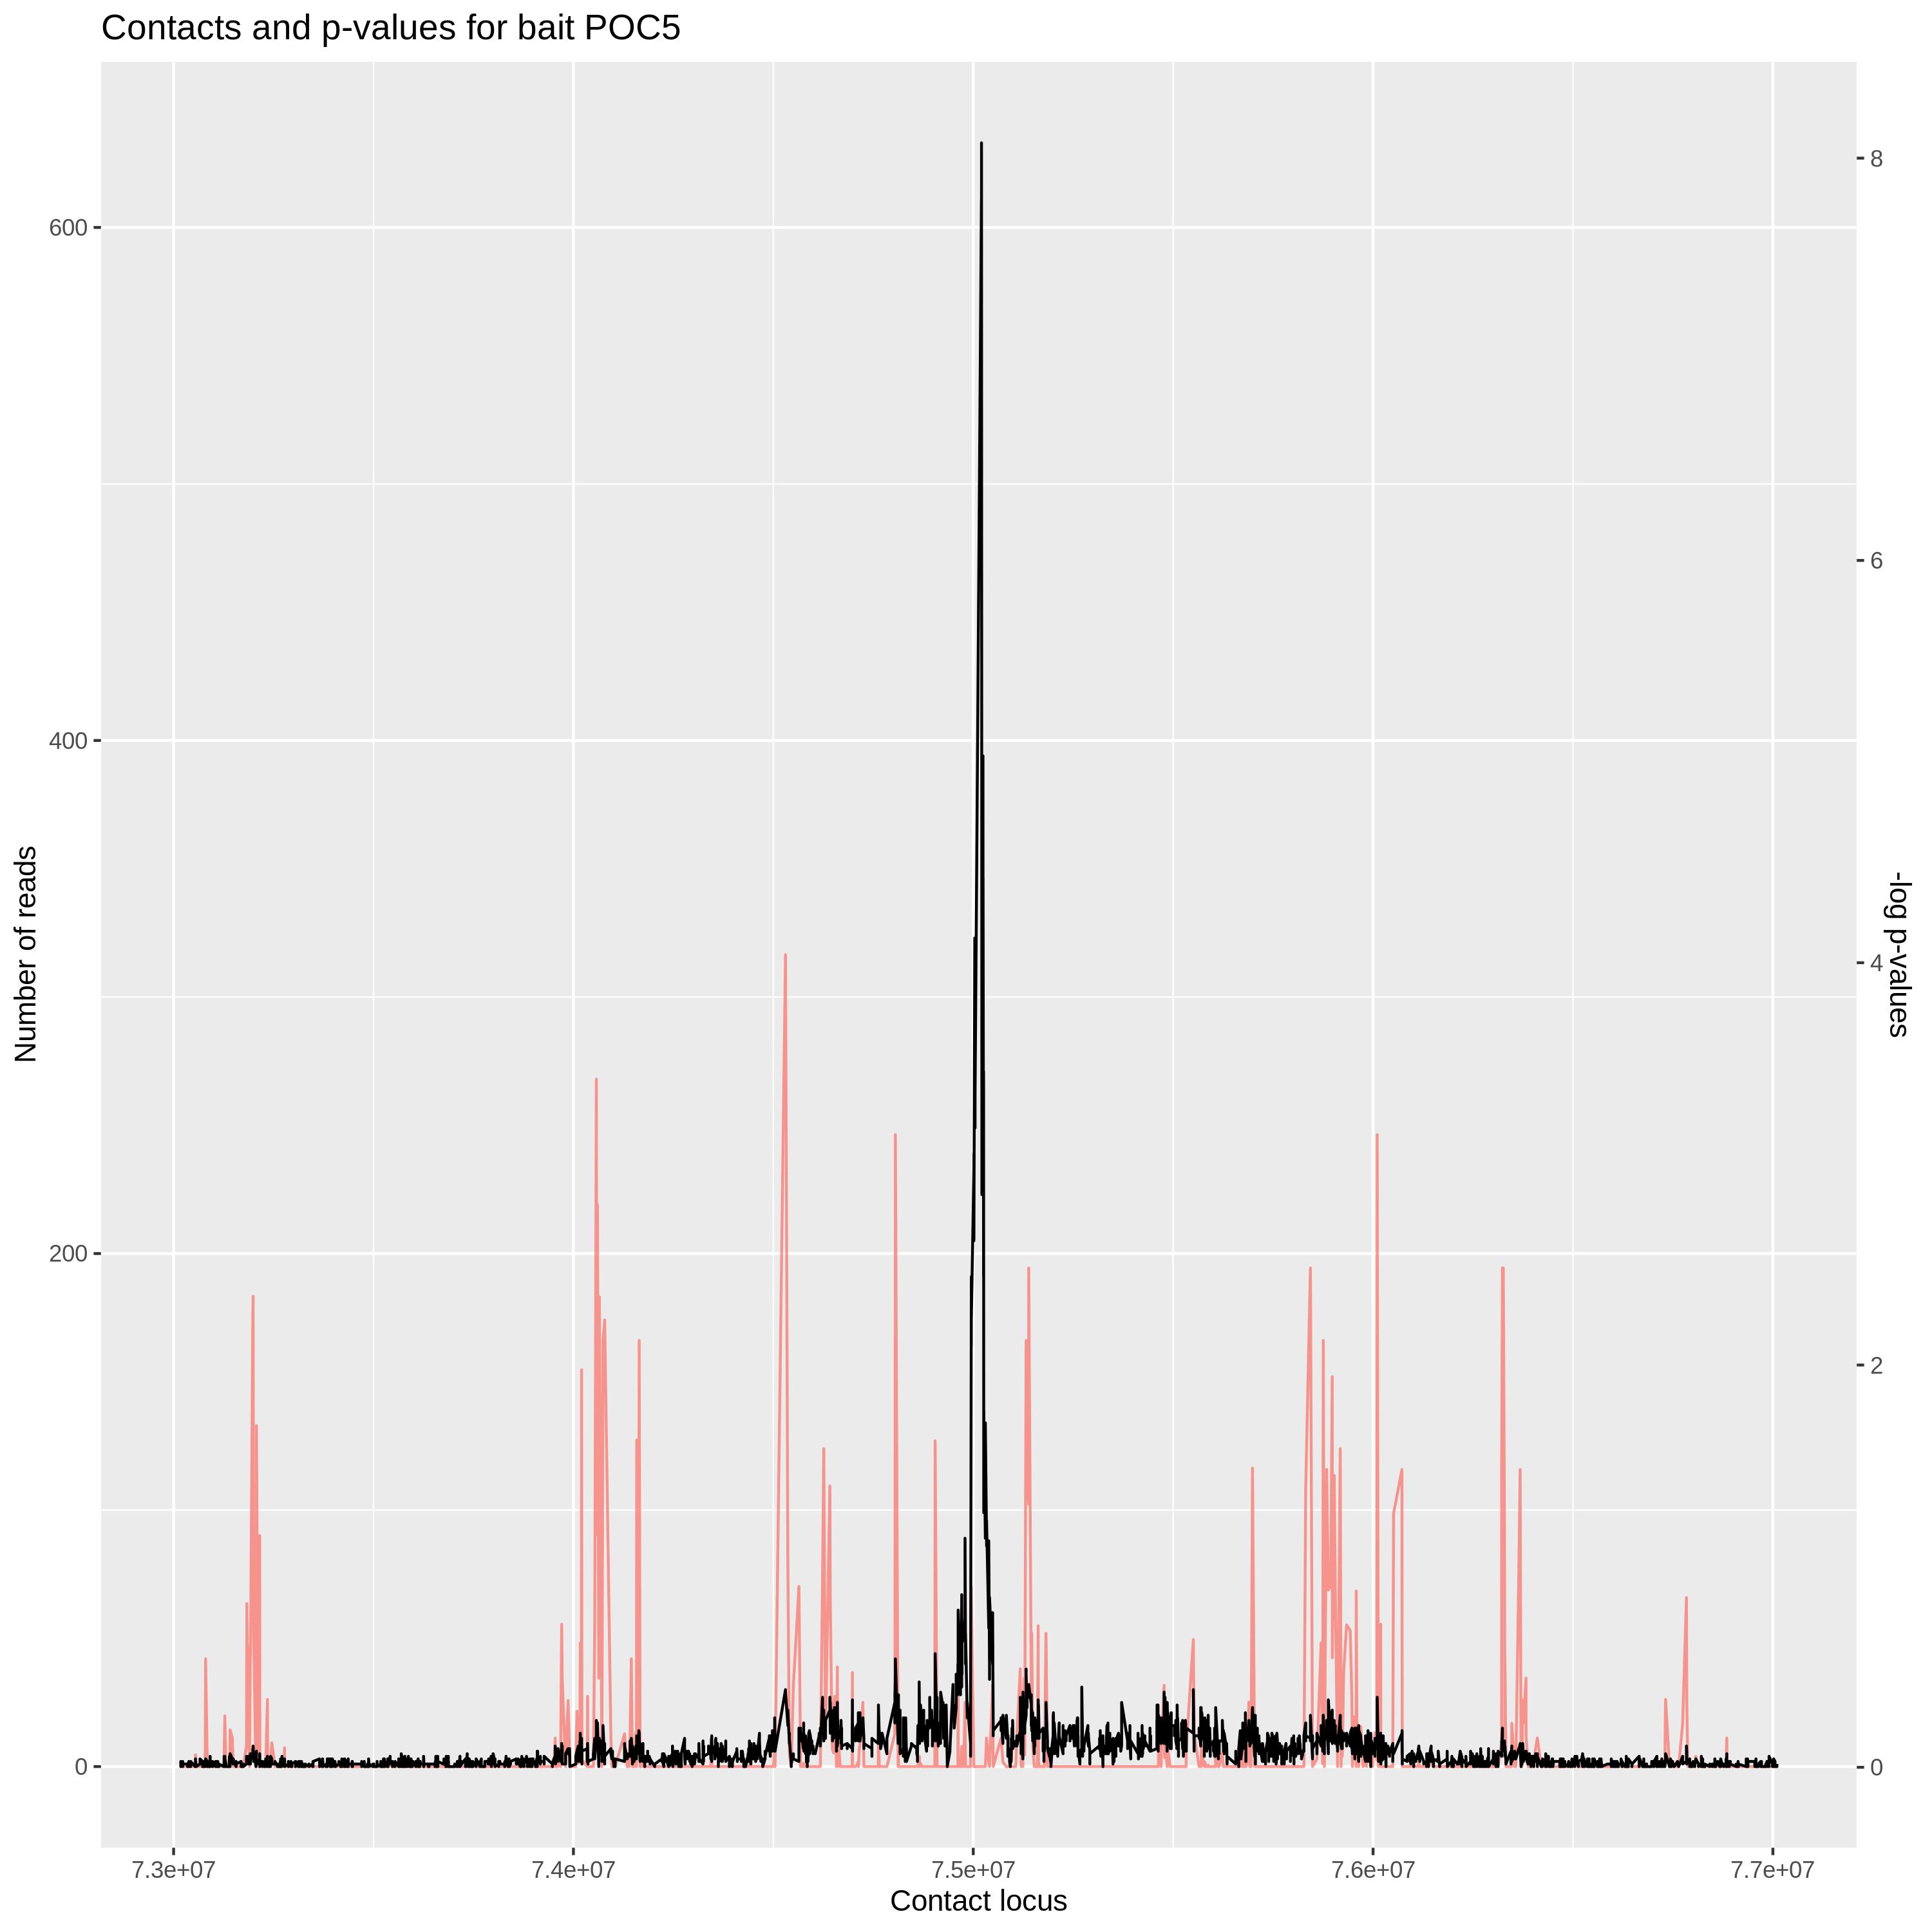 Contacts and p-values for bait POC5
600
400
200
0
Number of reads
8
6
4
2
0
-log p-values
7.3e+07
7.4e+07
7.5e+07
7.6e+07
7.7e+07
Contact locus